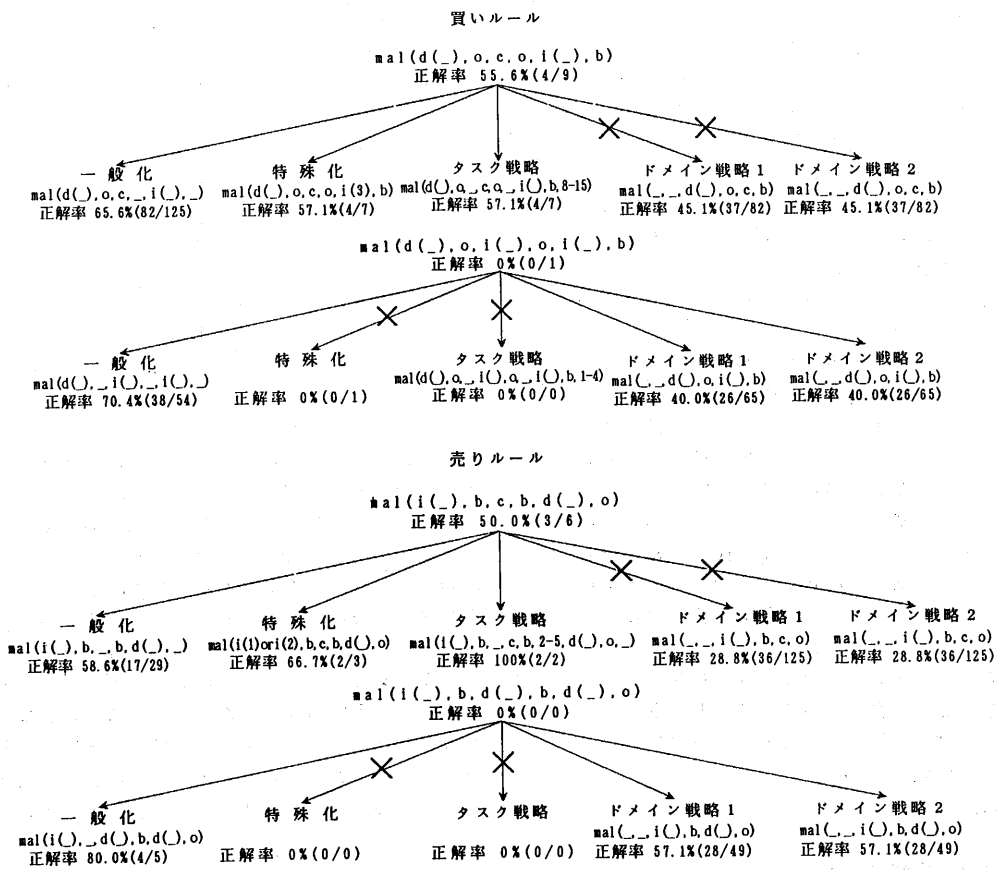 買いルール
mal(d(_),o,c,o,i(_),b)
正解率 55.6%(4/9)
一般化
mal(d(_),o,c,_,i(_),_)
正解率 65.6%(82/125)
特殊化
mal(d(_),o,c,o,i(3),b)
正解率 57.1%(4/7)
タスク戦略
mal(d(_),o,_,c,o,_,i(_),b,8-15)
正解率 57.1%(4/7)
ドメイン戦略1
mal(_,_,d(_),o,c,b)
正解率 45.1%(37/82)
ドメイン戦略2
mal(_,_,d(_),o,c,b)
正解率 45.1%(37/82)
mal(d(_),o,i(_),o,i(_),b)
正解率 0%(0/1)
一般化
mal(d(_),_,i(_),_,i(_),_)
正解率 70.4%(38/54)
特殊化
正解率 0%(0/1)
タスク戦略
mal(d(_),o,_,i(_),o,_,i(_),b,1-4)
正解率 0%(0/0)
ドメイン戦略1
mal(_,_,d(_),o,i(_),b)
正解率 40.0%(26/65)
ドメイン戦略2
mal(_,_,d(_),o,i(_),b)
正解率 40.0%(26/65)
売りルール
mal(i(_),b,c,b,d(_),o)
正解率 50.0%(3/6)
一般化
mal(i(_),b,_,b,d(_),_)
正解率 58.6%(17/29)
特殊化
mal(i(1)ori(2),b,c,b,d(_),o)
正解率 66.7%(2/3)
タスク戦略
mal(i(_),b,_,c,b,2-5,d(_),o,_)
正解率 100%(2/2)
ドメイン戦略1
mal(_,_,i(_),b,c,o)
正解率 28.8%(36/125)
ドメイン戦略2
mal(_,_,i(_),b,c,o)
正解率 28.8%(36/125)
mal(i(_),b,d(_),b,d(_),o)
正解率 0%(0/0)
一般化
mal(i(_),_,d(_),b,d(_),o)
正解率 80.0%(4/5)
特殊化
正解率 0%(0/0)
タスク戦略
正解率 0%(0/0)
ドメイン戦略1
mal(_,_,i(_),b,d(_),o)
正解率 57.1%(28/49)
ドメイン戦略2
mal(_,_,i(_),b,d(_),o)
正解率 57.1%(28/49)